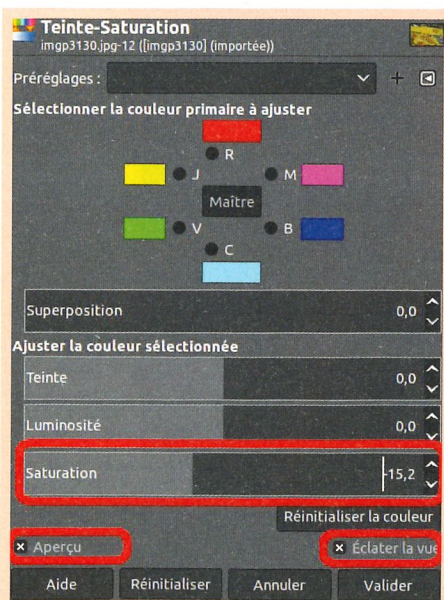 Teinte-Saturation
imgp3130.jpg-12 ([imgp3130] (importée))
Préréglages :
Sélectionner la couleur primaire à ajuster
R
J M
Maître
V B
C
Superposition 0,0
Ajuster la couleur sélectionnée
Teinte 0,0
Luminosité 0,0
Saturation -15,2
Réinitialiser la couleur
Aperçu Éclater la vue
Aide Réinitialiser Annuler Valider